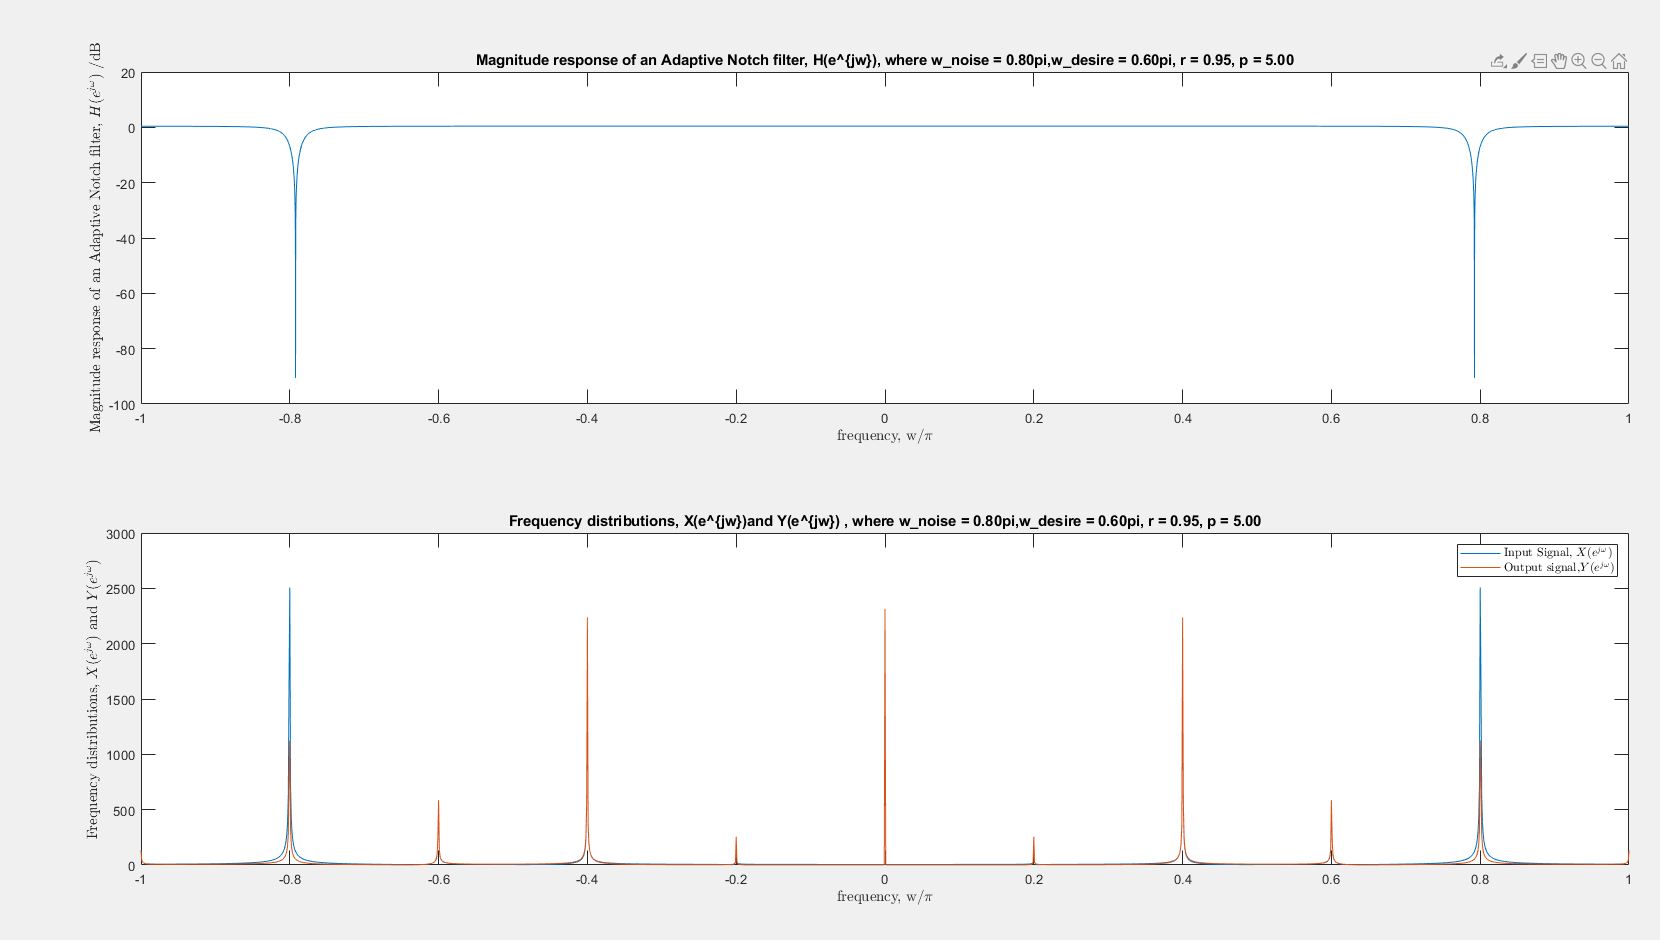 Magnitude response of an Adaptive Notch filter, H(e^{jw}), where w_noise = 0.80pi,w_desire = 0.60pi, r = 0.95, p = 5.00
Magnitude response of an Adaptive Notch filter, H(e^{jω}) /dB
20
0
-20
-40
-60
-80
-100
-1 -0.8 -0.6 -0.4 -0.2 0 0.2 0.4 0.6 0.8 1
frequency, w/π
Frequency distributions, X(e^{jw})and Y(e^{jw}) , where w_noise = 0.80pi,w_desire = 0.60pi, r = 0.95, p = 5.00
Frequency distributions, X(e^{jω}) and Y(e^{jω})
3000
2500
2000
1500
1000
500
0
Input Signal, X(e^{jω})
Output signal,Y(e^{jω})
-1 -0.8 -0.6 -0.4 -0.2 0 0.2 0.4 0.6 0.8 1
frequency, w/π